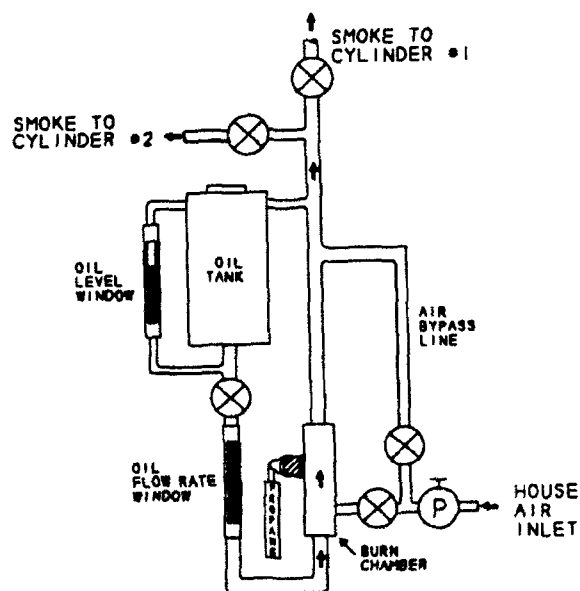 SMOKE TO
CYLINDER #1
SMOKE TO
CYLINDER #2
OIL
LEVEL
WINDOW
OIL
TANK
AIR
BYPASS
LINE
OIL
FLOW RATE
WINDOW
PROPANE
P
HOUSE
AIR
INLET
BURN
CHAMBER